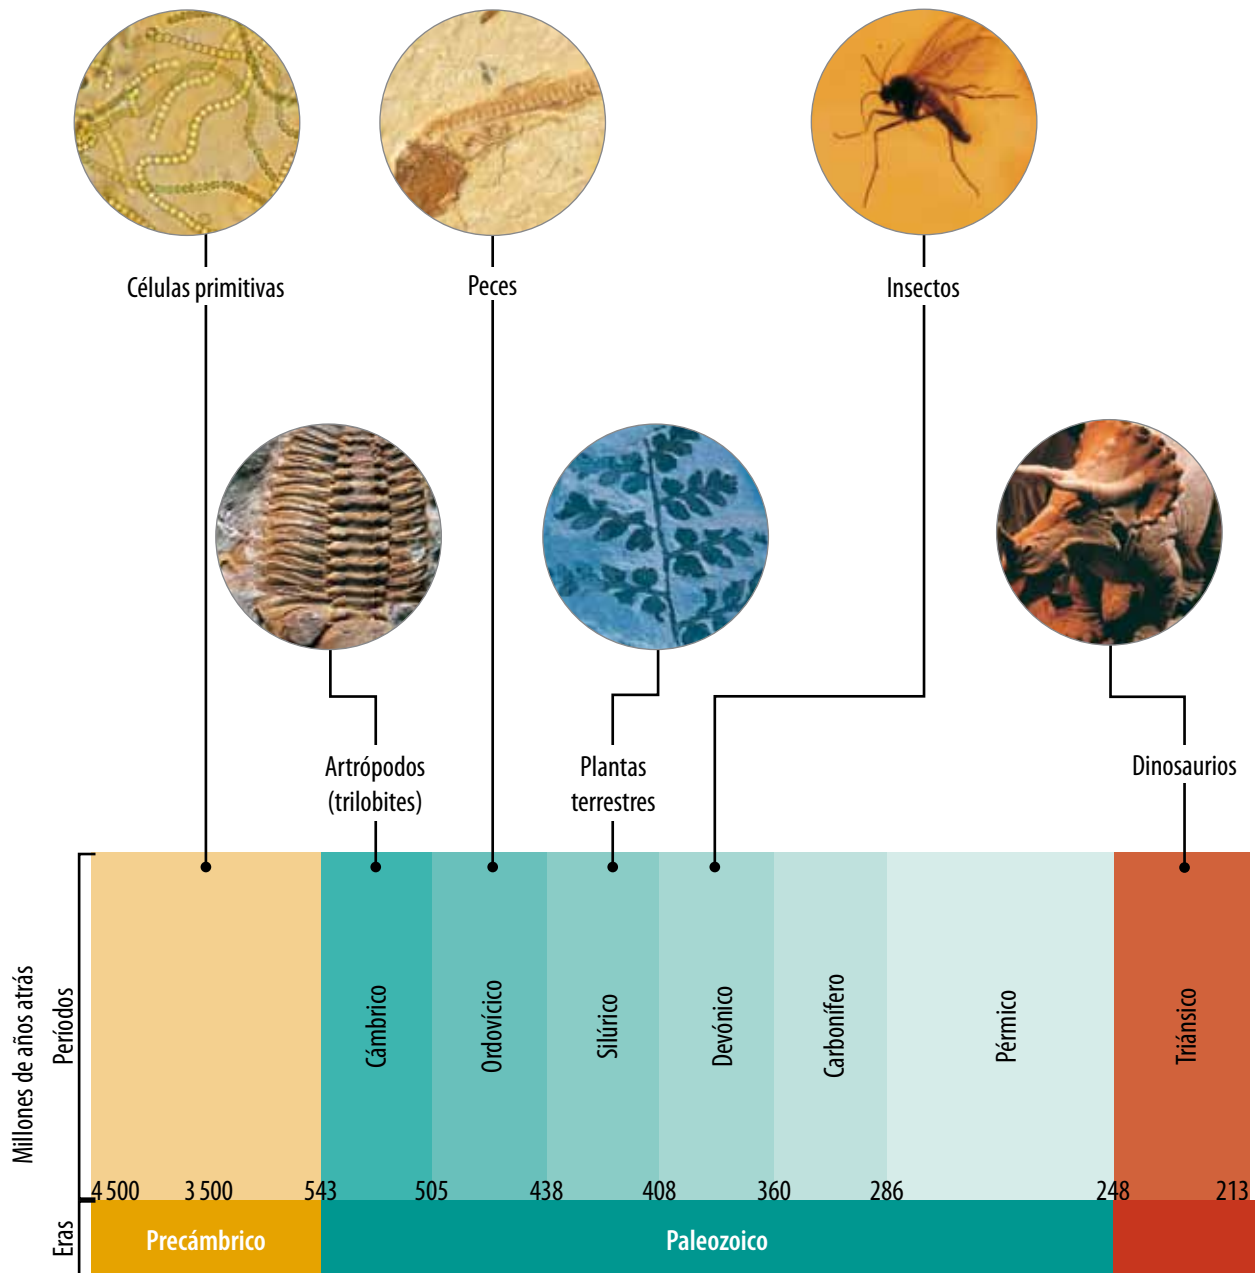 Células primitivas
Peces
Insectos
Artrópodos
(trilobites)
Plantas
terrestres
Dinosaurios
Millones de años atrás
Períodos
Cámbrico
Ordovícico
Silúrico
Devónico
Carbonífero
Pérmico
Triánsico
4 500 3 500 543 505 438 408 360 286 248 213
Eras
Precámbrico
Paleozoico